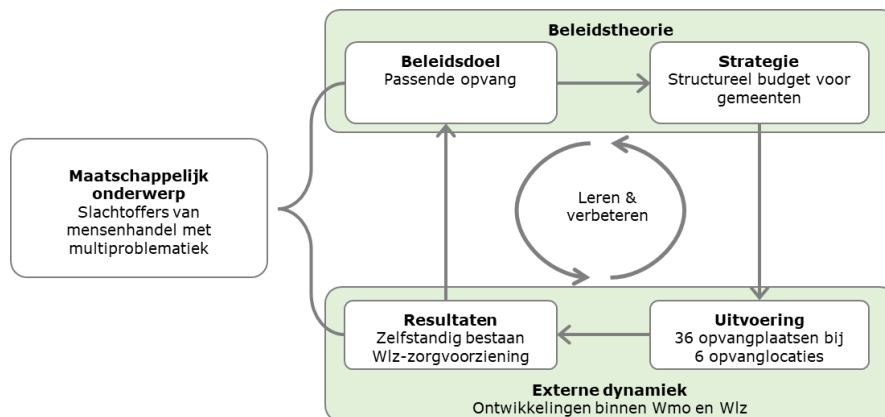 Beleidstheorie
Beleidsdoel
Passende opvang
Strategie
Structureel budget voor
gemeenten
Maatschappelijk
onderwerp
Slachtoffers van
mensenhandel met
multiproblematiek
Leren &
verbeteren
Resultaten
Zelfstandig bestaan
Wlz-zorgvoorziening
Uitvoering
36 opvangplaatsen bij
6 opvanglocaties
Externe dynamiek
Ontwikkelingen binnen Wmo en Wlz